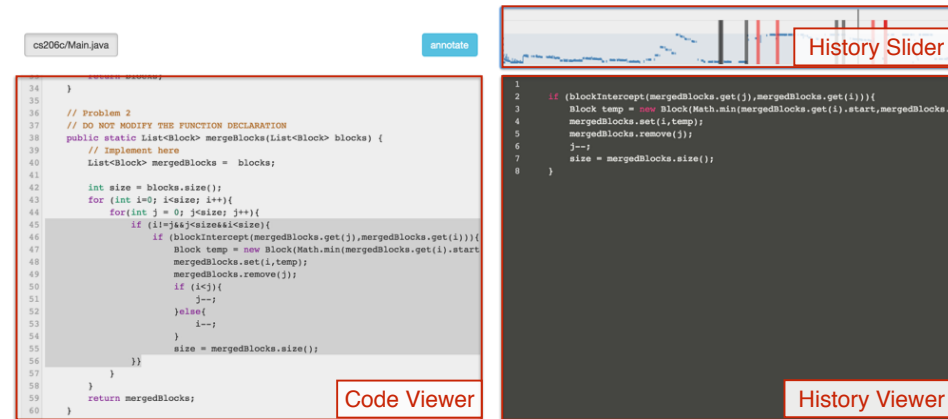 cs206c/Main.java
annotate
History Slider
33 return blocks;
34 }
35
36 // Problem 2
37 // DO NOT MODIFY THE FUNCTION DECLARATION
38 public static List<Block> mergeBlocks(List<Block> blocks) {
39 // Implement here
40 List<Block> mergedBlocks = blocks;
41
42 int size = blocks.size();
43 for (int i=0; i<size; i++){
44 for(int j = 0; j<size; j++){
45 if (i!=j&&j<size&&i<size){
46 if (blockIntercept(mergedBlocks.get(j),mergedBlocks.get(i))){
47 Block temp = new Block(Math.min(mergedBlocks.get(i).start
48 mergedBlocks.set(i,temp);
49 mergedBlocks.remove(j);
50 if (i<j){
51 j--;
52 }else{
53 i--;
54 }
55 size = mergedBlocks.size();
56 }}
57 }
58 }
59 return mergedBlocks;
60 }
Code Viewer
1
2 if (blockIntercept(mergedBlocks.get(j),mergedBlocks.get(i))){
3 Block temp = new Block(Math.min(mergedBlocks.get(i).start,mergedBlocks.
4 mergedBlocks.set(i,temp);
5 mergedBlocks.remove(j);
6 j--;
7 size = mergedBlocks.size();
8 }
History Viewer